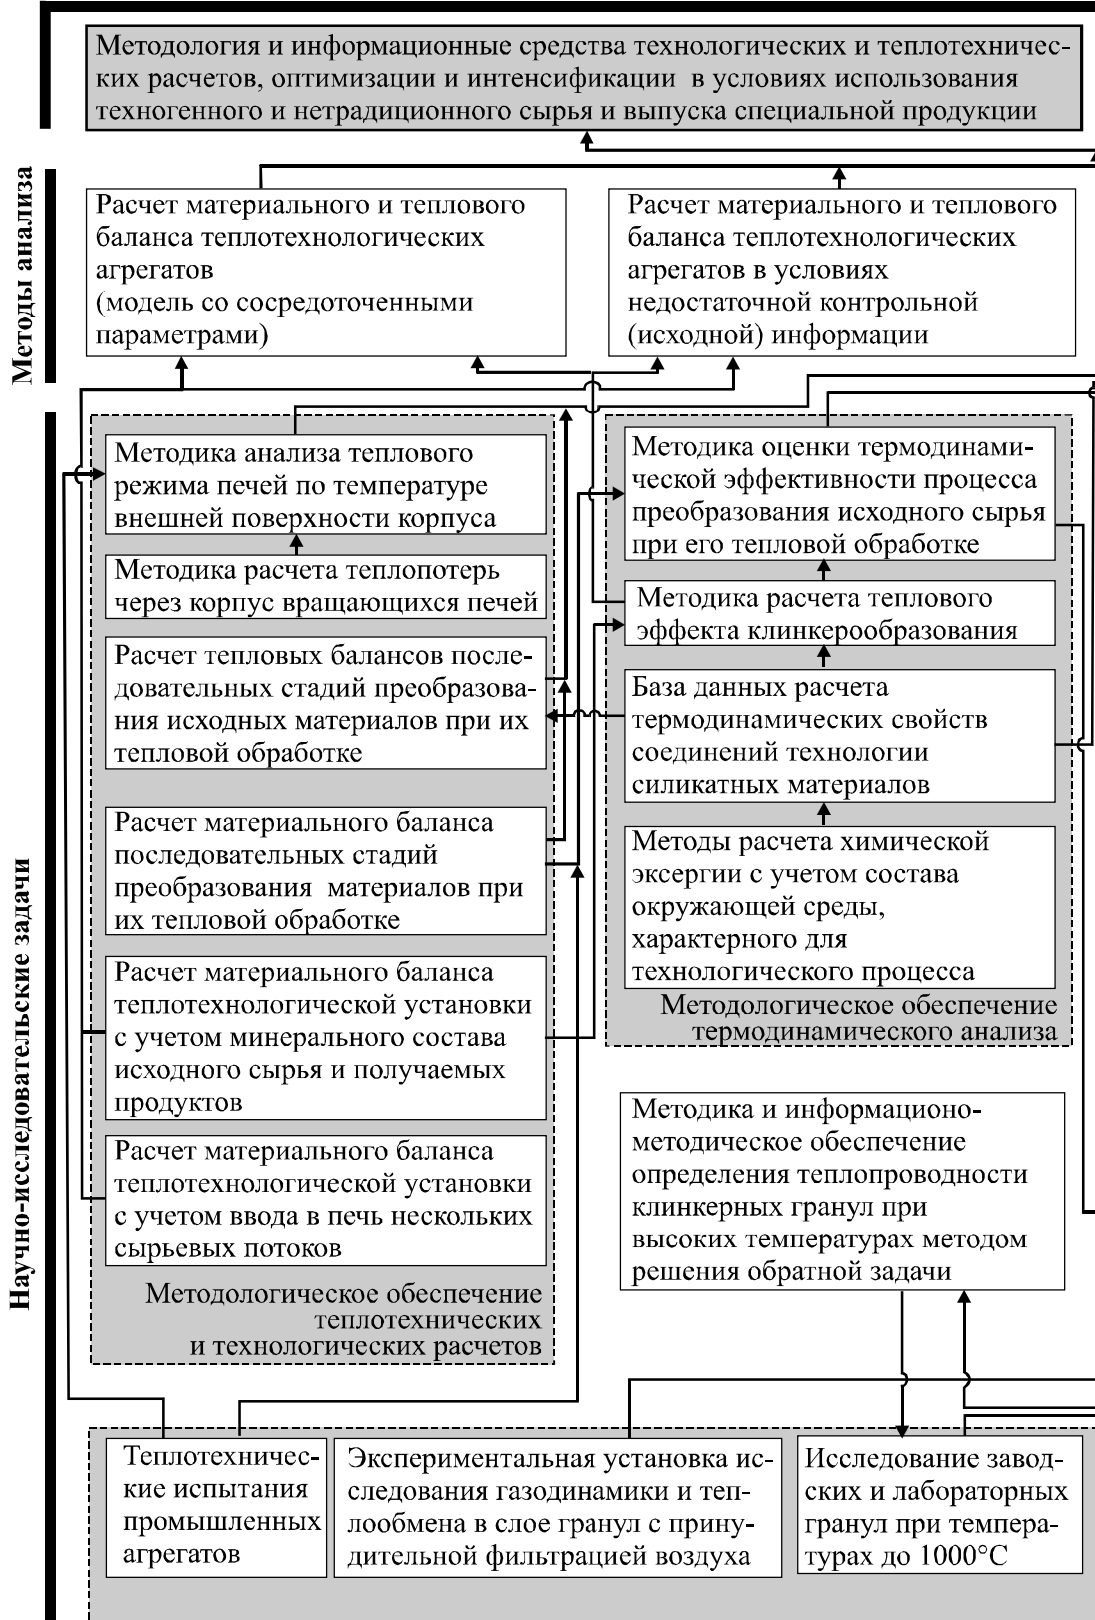 Методология и информационные средства технологических и теплотехничес-
ких расчетов, оптимизации и интенсификации в условиях использования
техногенного и нетрадиционного сырья и выпуска специальной продукции
Методы анализа
Расчет материального и теплового
баланса теплотехнологических
агрегатов
(модель со сосредоточенными
параметрами)
Расчет материального и теплового
баланса теплотехнологических
агрегатов в условиях
недостаточной контрольной
(исходной) информации
Научно-исследовательские задачи
Методика анализа теплового
режима печей по температуре
внешней поверхности корпуса
Методика расчета теплопотерь
через корпус вращающихся печей
Расчет тепловых балансов после-
довательных стадий преобразова-
ния исходных материалов при их
тепловой обработке
Расчет материального баланса
последовательных стадий
преобразования материалов при
их тепловой обработке
Расчет материального баланса
теплотехнологической установки
с учетом минерального состава
исходного сырья и получаемых
продуктов
Расчет материального баланса
теплотехнологической установки
с учетом ввода в печь нескольких
сырьевых потоков
Методологическое обеспечение
теплотехнических
и технологических расчетов
Методика оценки термодинами-
ческой эффективности процесса
преобразования исходного сырья
при его тепловой обработке
Методика расчета теплового
эффекта клинкерообразования
База данных расчета
термодинамических свойств
соединений технологии
силикатных материалов
Методы расчета химической
эксергии с учетом состава
окружающей среды,
характерного для
технологического процесса
Методологическое обеспечение
термодинамического анализа
Методика и информационо-
методическое обеспечение
определения теплопроводности
клинкерных гранул при
высоких температурах методом
решения обратной задачи
Теплотехничес-
кие испытания
промышленных
агрегатов
Экспериментальная установка ис-
следования газодинамики и теп-
лообмена в слое гранул с прину-
дительной фильтрацией воздуха
Исследование завод-
ских и лабораторных
гранул при темпера-
турах до 1000°С